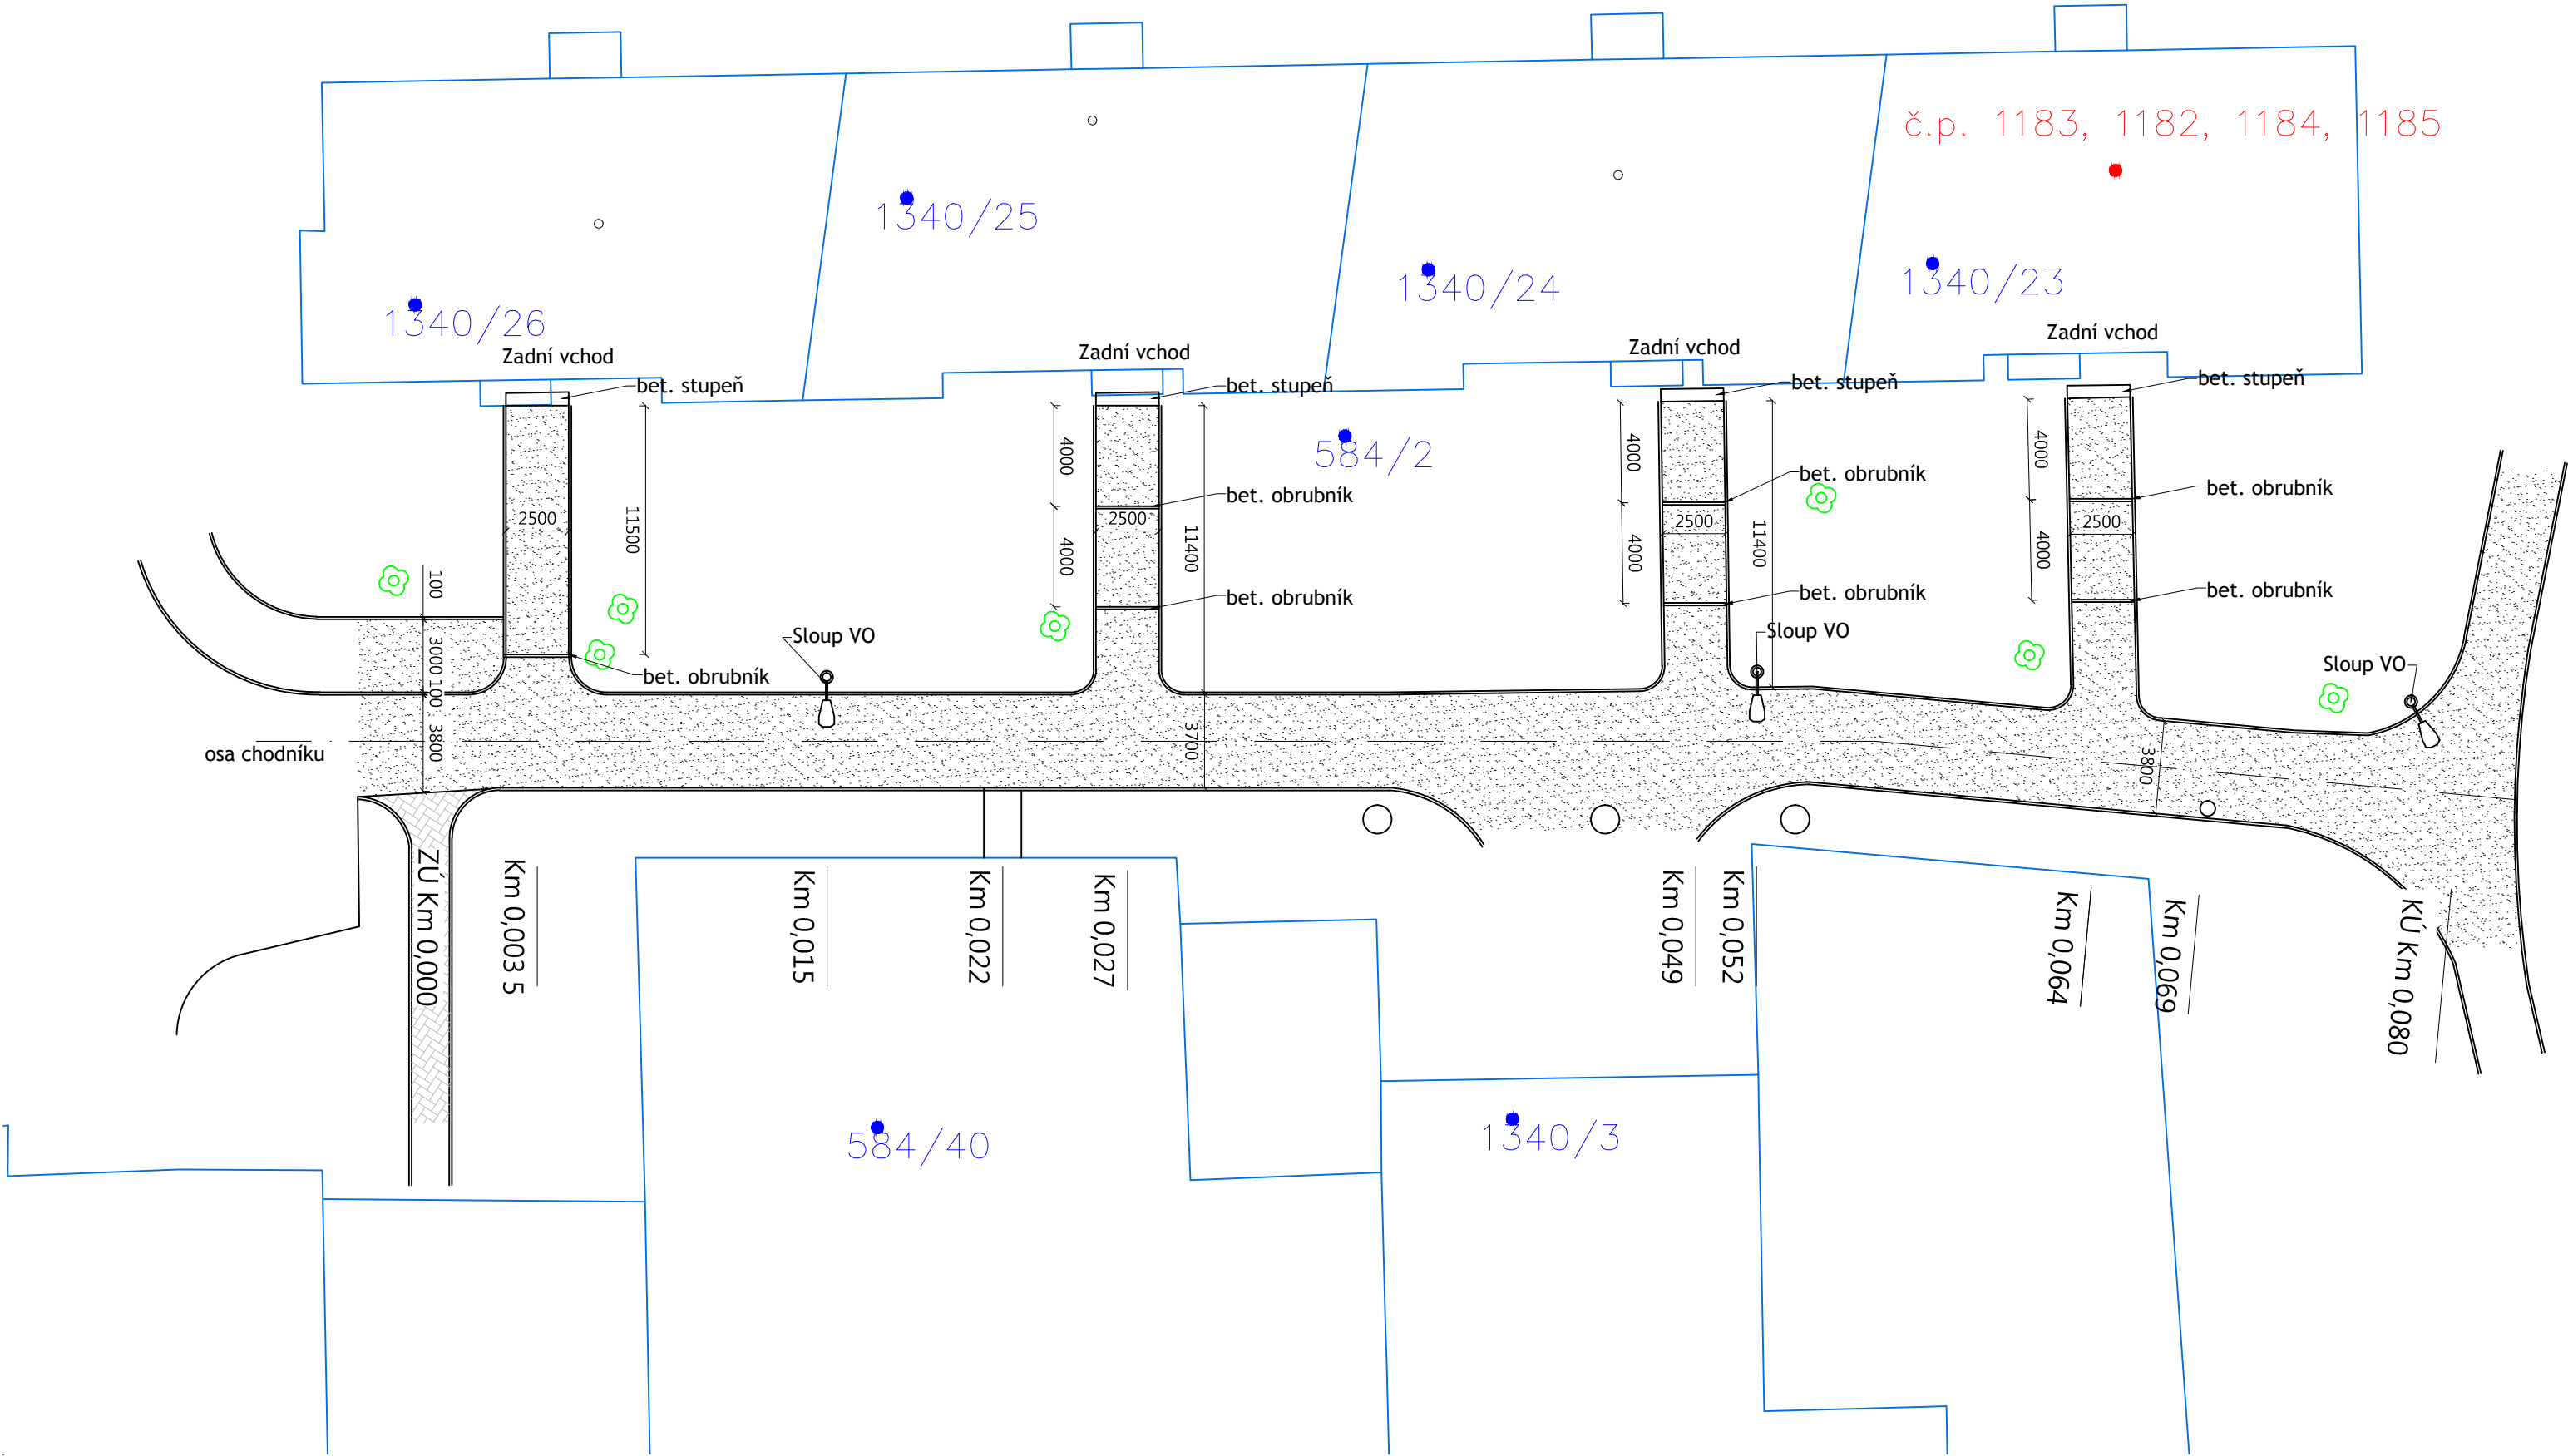 č.p. 1183, 1182, 1184, 1185
1340/25
1340/24
1340/23
1340/26
Zadní vchod
Zadní vchod
Zadní vchod
Zadní vchod
bet. stupeň
bet. stupeň
bet. stupeň
bet. stupeň
584/2
4000
4000
4000
bet. obrubník
bet. obrubník
bet. obrubník
2500
2500
2500
2500
11500
11400
11400
4000
4000
4000
bet. obrubník
bet. obrubník
bet. obrubník
100
3000
100
3800
Sloup VO
Sloup VO
Sloup VO
bet. obrubník
osa chodníku
3700
3800
ZÚ Km 0,000
Km 0,003 5
Km 0,015
Km 0,022
Km 0,027
Km 0,049
Km 0,052
Km 0,064
Km 0,069
KÚ Km 0,080
584/40
1340/3